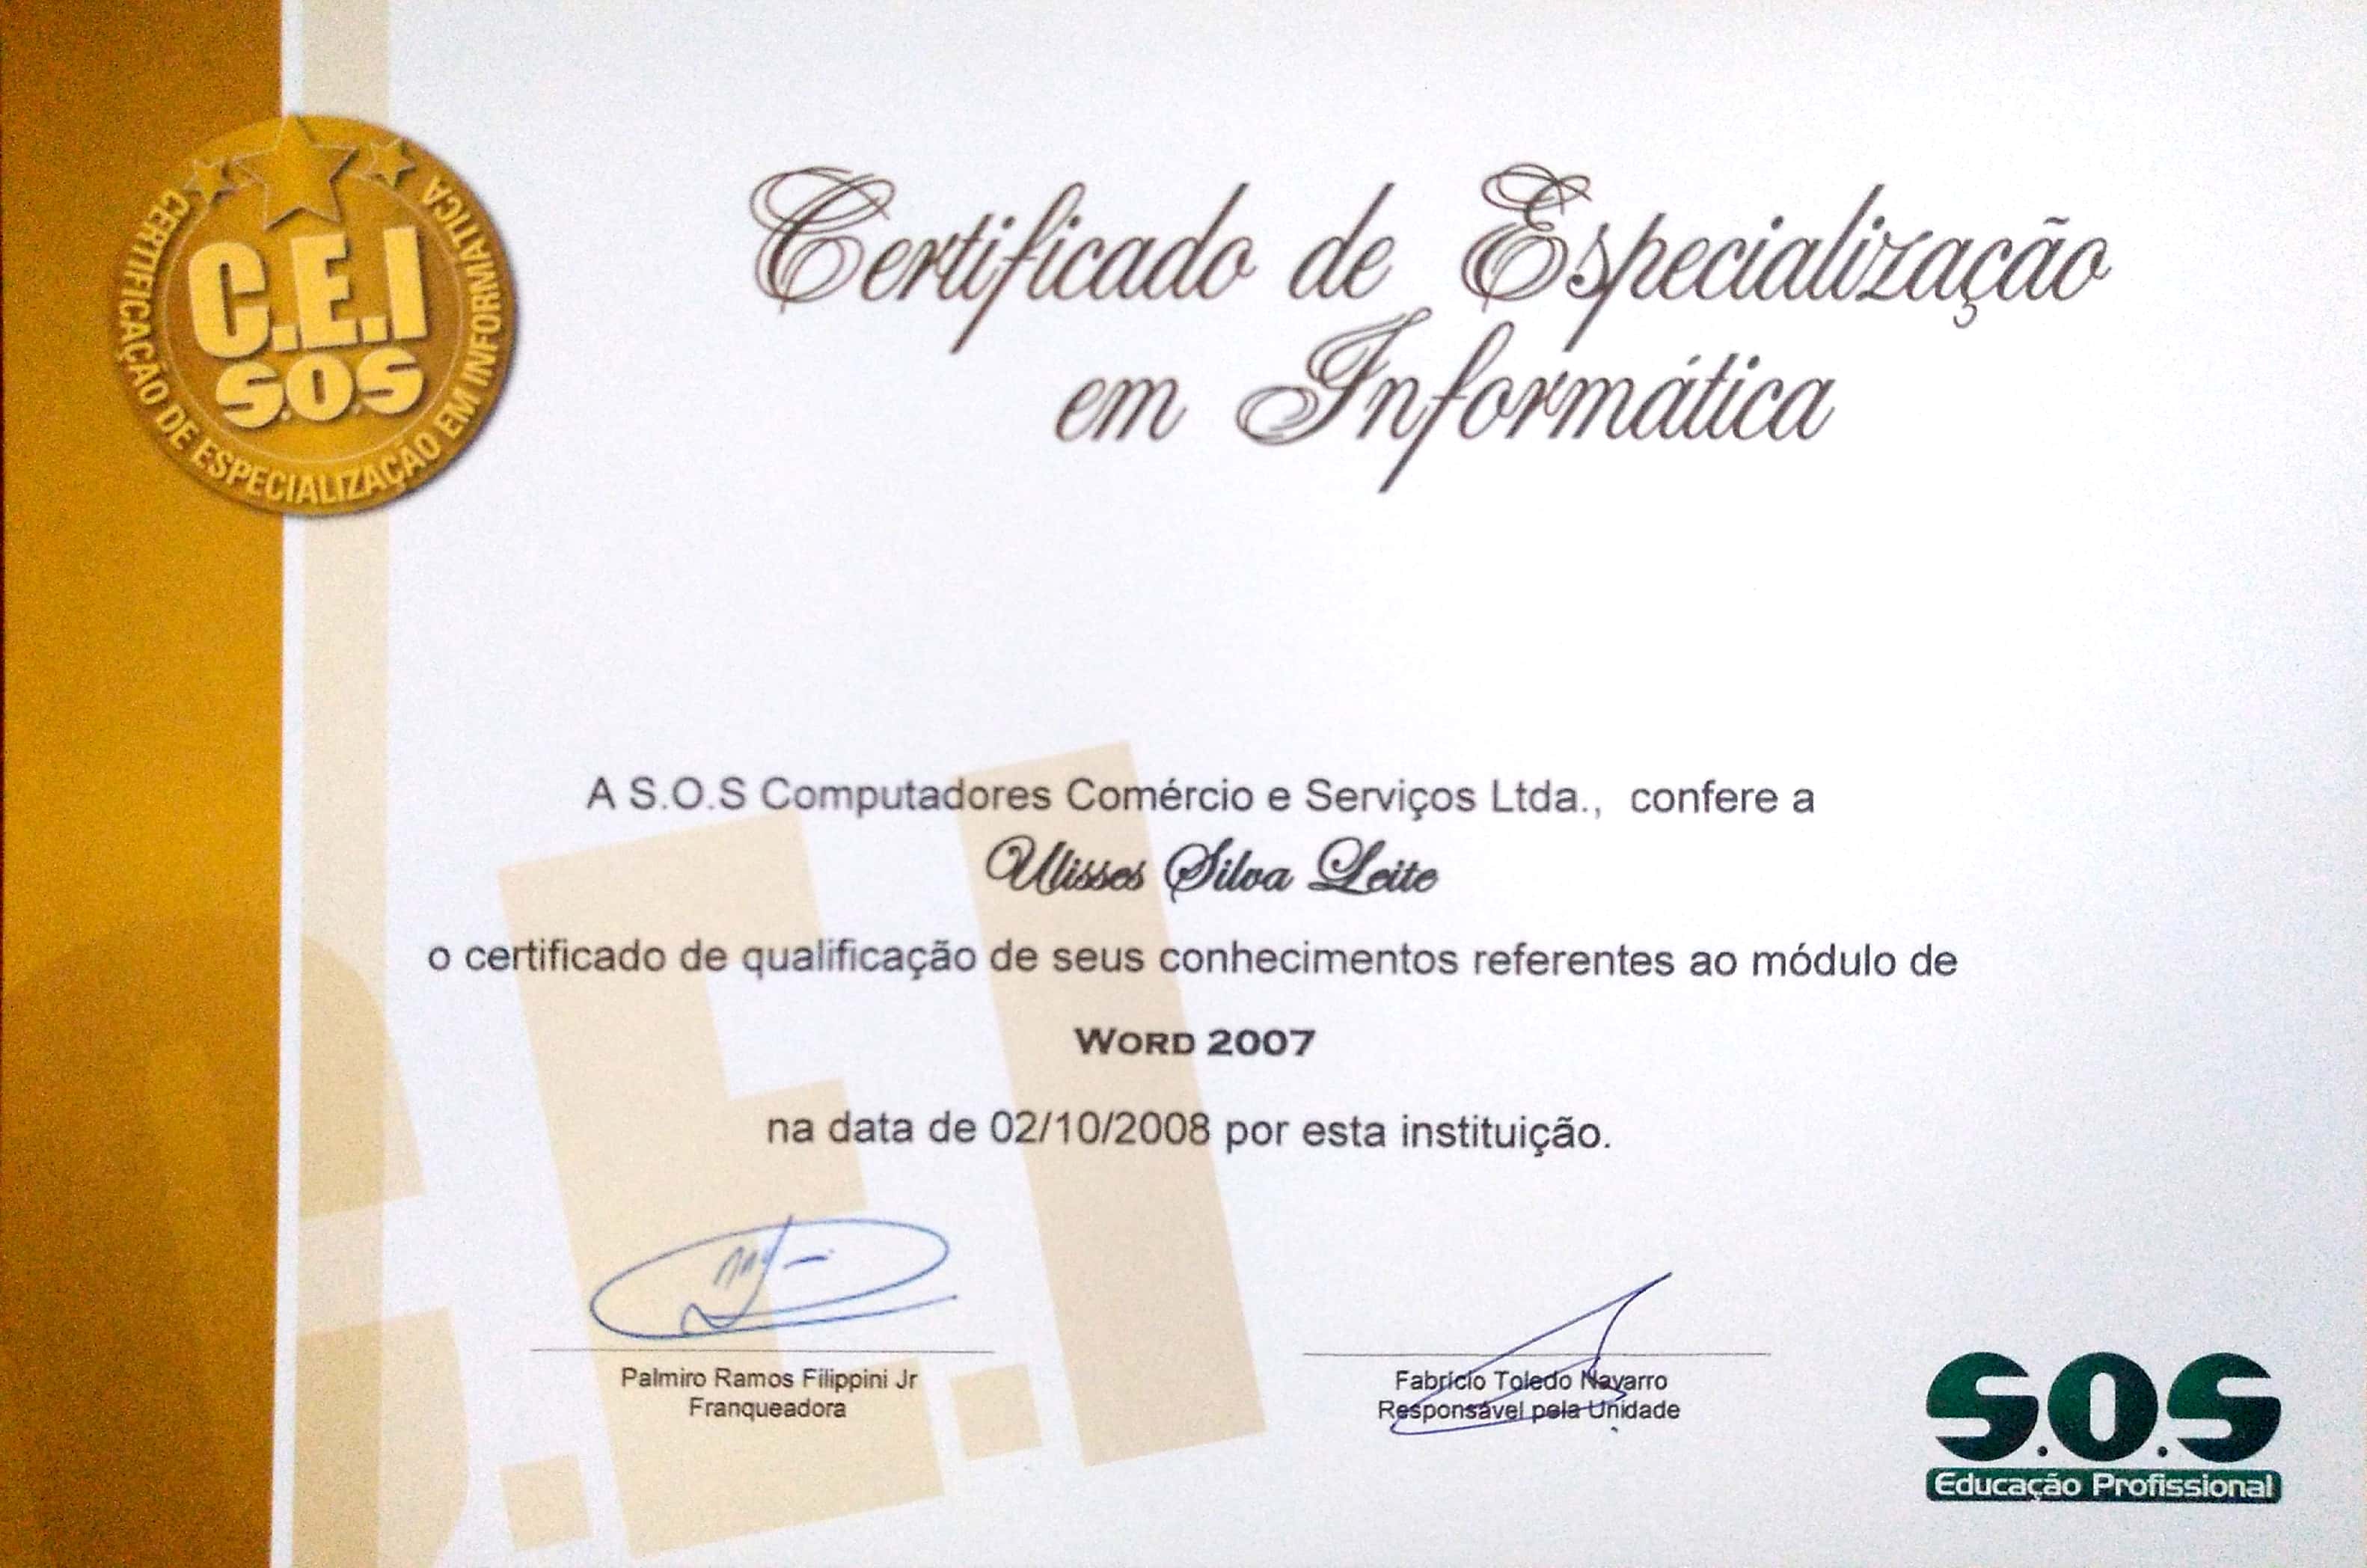 CERTIFICAÇÃO DE ESPECIALIZAÇÃO EM INFORMÁTICA
C.E.I
S.O.S
Certificado de Especialização
em Informática
A S.O.S Computadores Comércio e Serviços Ltda., confere a
Ulisses Silva Leite
o certificado de qualificação de seus conhecimentos referentes ao módulo de
WORD 2007
na data de 02/10/2008 por esta instituição.
Palmiro Ramos Filippini Jr
Franqueadora
Fabrício Toledo Navarro
Responsável pela Unidade
S.O.S
Educação Profissional
C.E.I